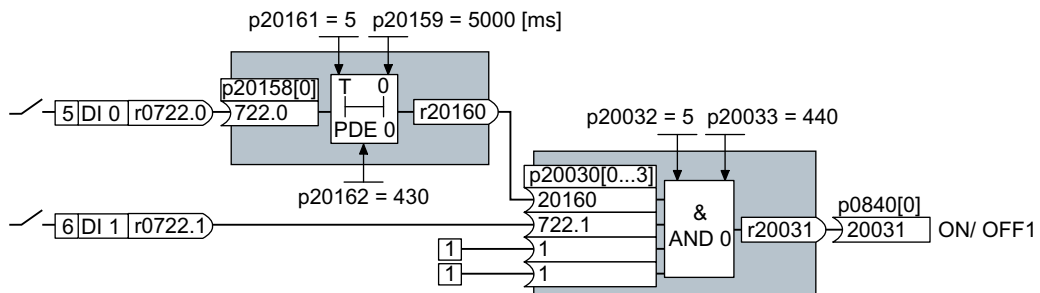 p20161 = 5 p20159 = 5000 [ms]
p20158[0] T 0
5 DI 0 r0722.0 722.0 r20160
PDE 0
p20032 = 5 p20033 = 440
p20162 = 430
p20030[0...3]
20160
& p0840[0]
6 DI 1 r0722.1 722.1 AND 0 r20031 20031 ON/ OFF1
1 1
1 1